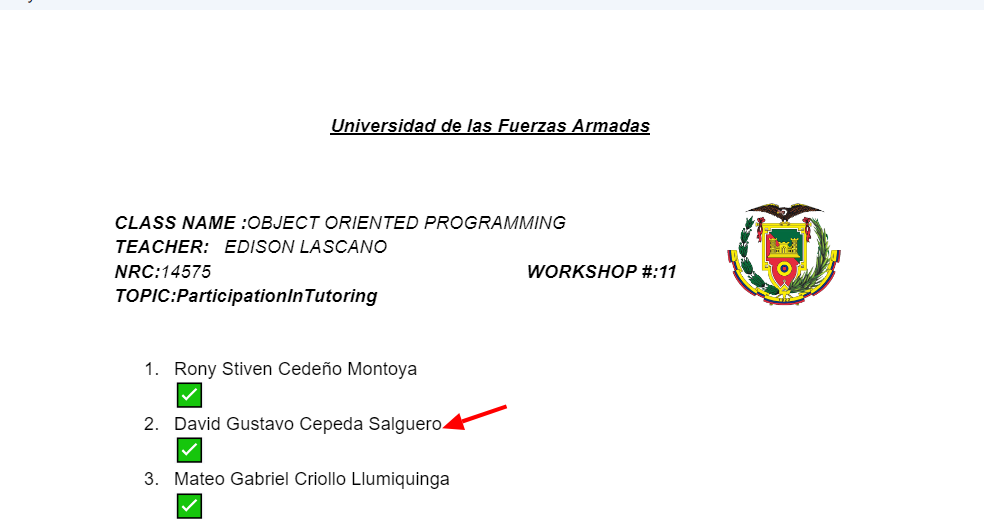 Universidad de las Fuerzas Armadas
CLASS NAME :OBJECT ORIENTED PROGRAMMING
TEACHER: EDISON LASCANO
NRC:14575 WORKSHOP #:11
TOPIC:ParticipationInTutoring
1. Rony Stiven Cedeño Montoya
2. David Gustavo Cepeda Salguero
3. Mateo Gabriel Criollo Llumiquinga